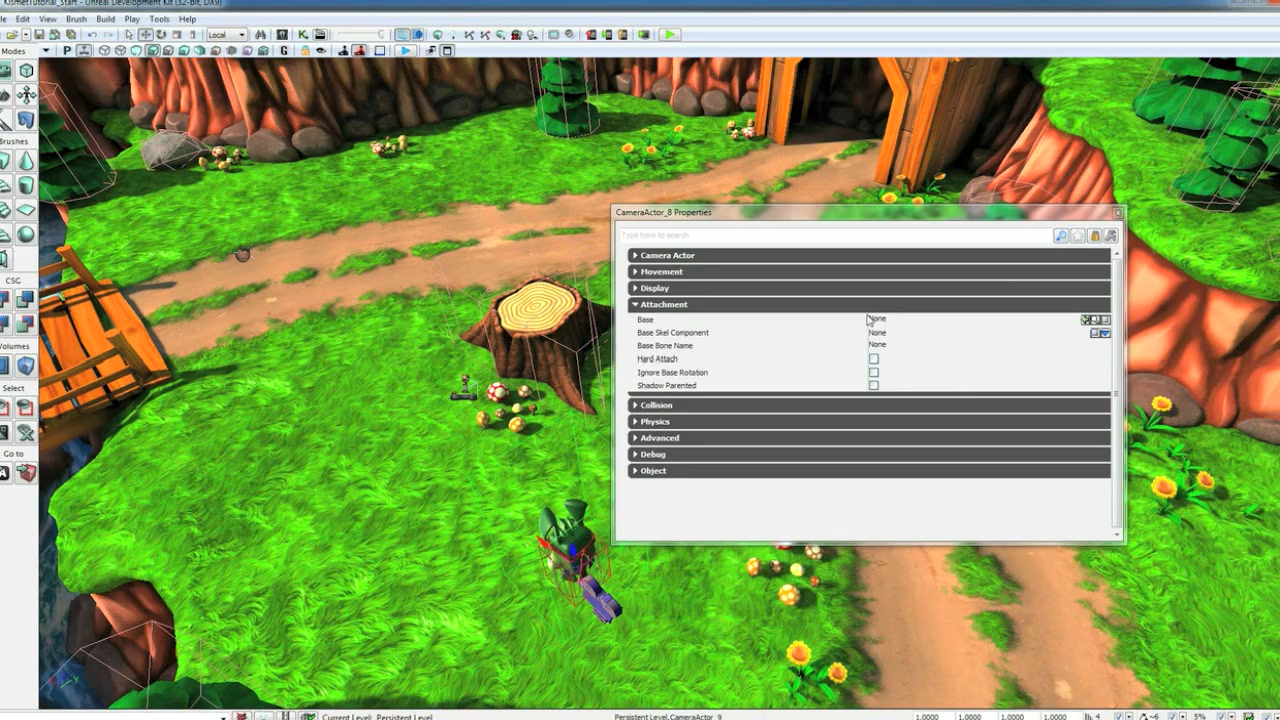 KismetTutorial_Start - Unreal Development Kit (32-Bit, DX9)
Edit View Brush Build Play Tools Help
Local
Modes
P
G
Brushes
CSG
Volumes
Select
Go to
CameraActor_8 Properties
Type here to search
Camera Actor
Movement
Display
Attachment
Base None
Base Skel Component None
Base Bone Name None
Hard Attach
Ignore Base Rotation
Shadow Parented
Collision
Physics
Advanced
Debug
Object
Current Level: Persistent Level Persistent Level.CameraActor_9 1.0000 1.0000 1.0000 1.0000 5%